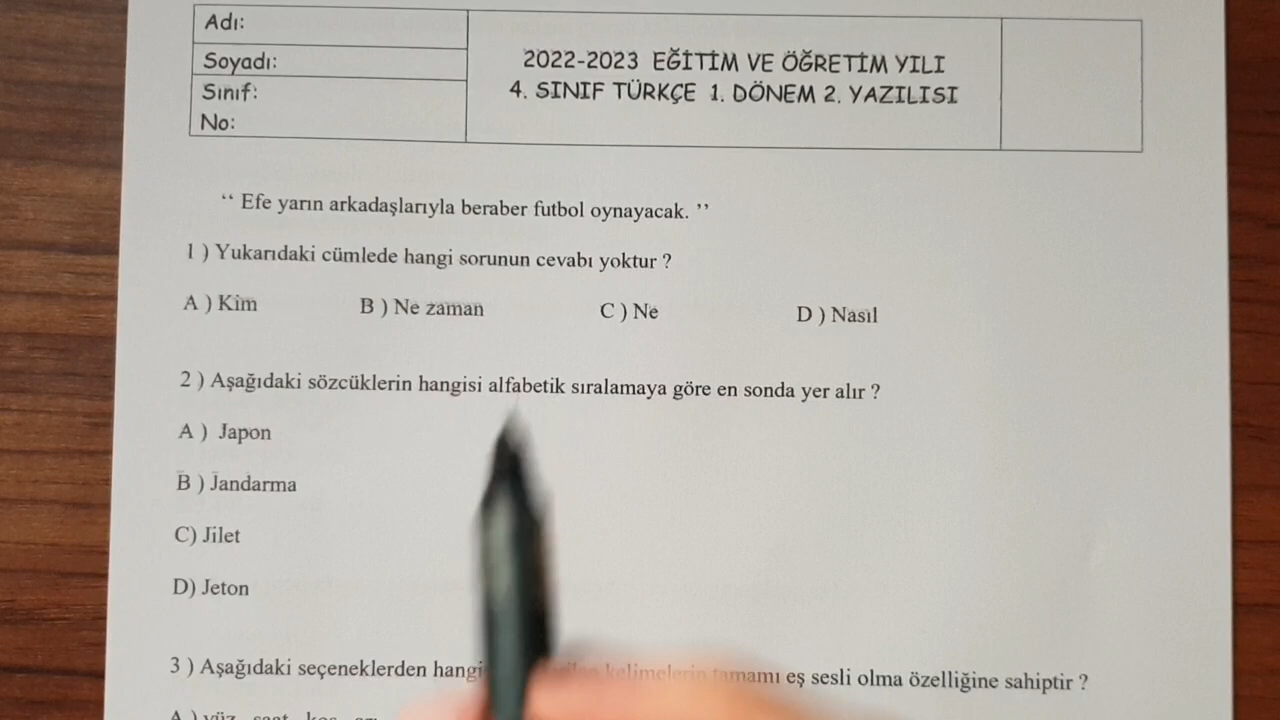 Adı:
Soyadı:
Sınıf:
No:
2022-2023 EĞİTİM VE ÖĞRETİM YILI
4. SINIF TÜRKÇE 1. DÖNEM 2. YAZILISI
‘‘ Efe yarın arkadaşlarıyla beraber futbol oynayacak. ’’
1 ) Yukarıdaki cümlede hangi sorunun cevabı yoktur ?
A ) Kim B ) Ne zaman C ) Ne D ) Nasıl
2 ) Aşağıdaki sözcüklerin hangisi alfabetik sıralamaya göre en sonda yer alır ?
A ) Japon
B ) Jandarma
C) Jilet
D) Jeton
3 ) Aşağıdaki seçeneklerden kelimelerin tamamı eş sesli olma özelliğine sahiptir ?
A ) yüz